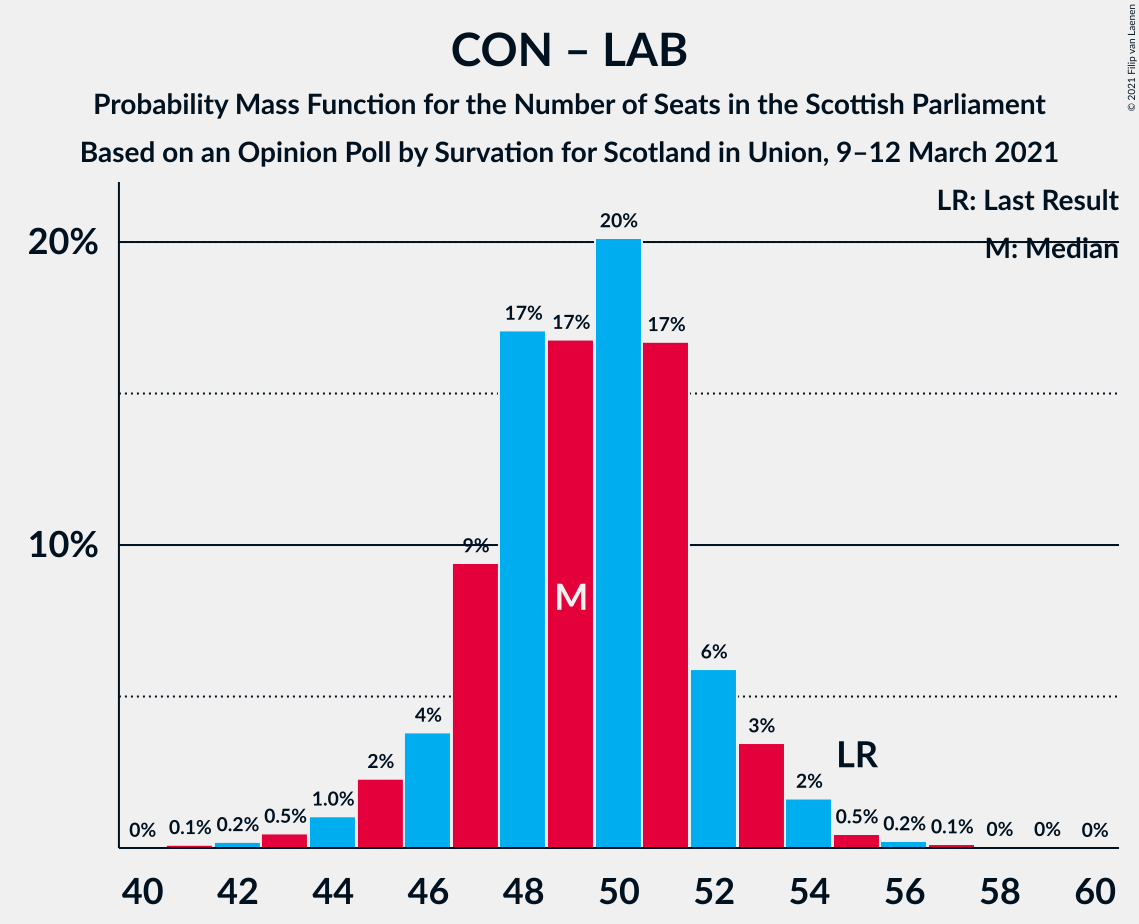 CON – LAB
Probability Mass Function for the Number of Seats in the Scottish Parliament
Based on an Opinion Poll by Survation for Scotland in Union, 9–12 March 2021
© 2021 Filip van Laenen
LR: Last Result
M: Median
20%
10%
0% 0.1% 0.2% 0.5% 1.0% 2% 4% 9% 17% 17% 20% 17% 6% 3% 2% 0.5% 0.2% 0.1% 0% 0% 0%
M
LR
40 42 44 46 48 50 52 54 56 58 60